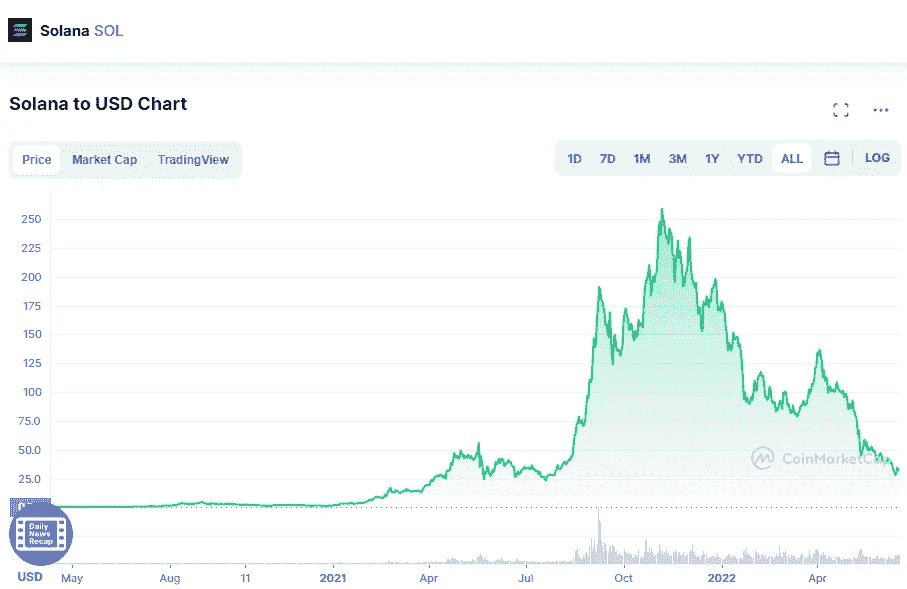 Solana SOL
Solana to USD Chart
Price Market Cap TradingView
1D 7D 1M 3M 1Y YTD ALL LOG
250
225
200
175
150
125
100
75.0
50.0
25.0
CoinMarketCap
Daily
News
Recap
USD May Aug 11 2021 Apr Jul Oct 2022 Apr